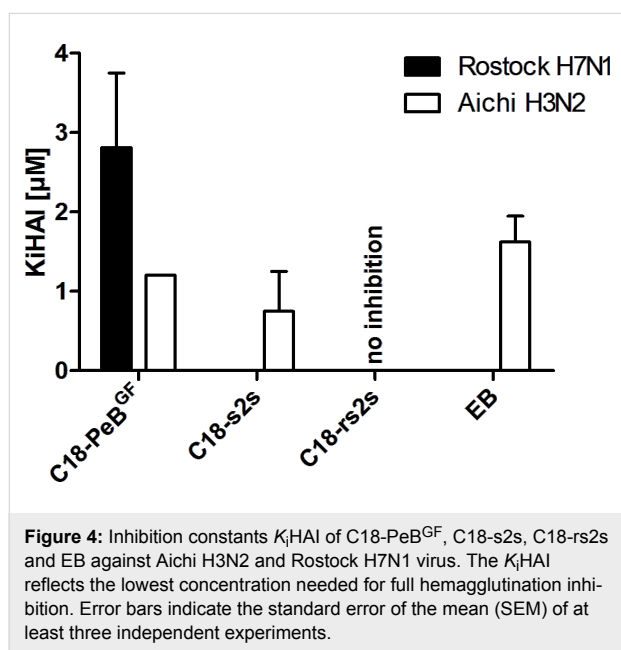 4
3
2
1
0
KiHAI [µM]
Rostock H7N1
Aichi H3N2
no inhibition
C18-PeB^GF
C18-s2s
C18-rs2s
EB
Figure 4: Inhibition constants KᵢHAI of C18-PeB^GF, C18-s2s, C18-rs2s
and EB against Aichi H3N2 and Rostock H7N1 virus. The KᵢHAI
reflects the lowest concentration needed for full hemagglutination inhi-
bition. Error bars indicate the standard error of the mean (SEM) of at
least three independent experiments.